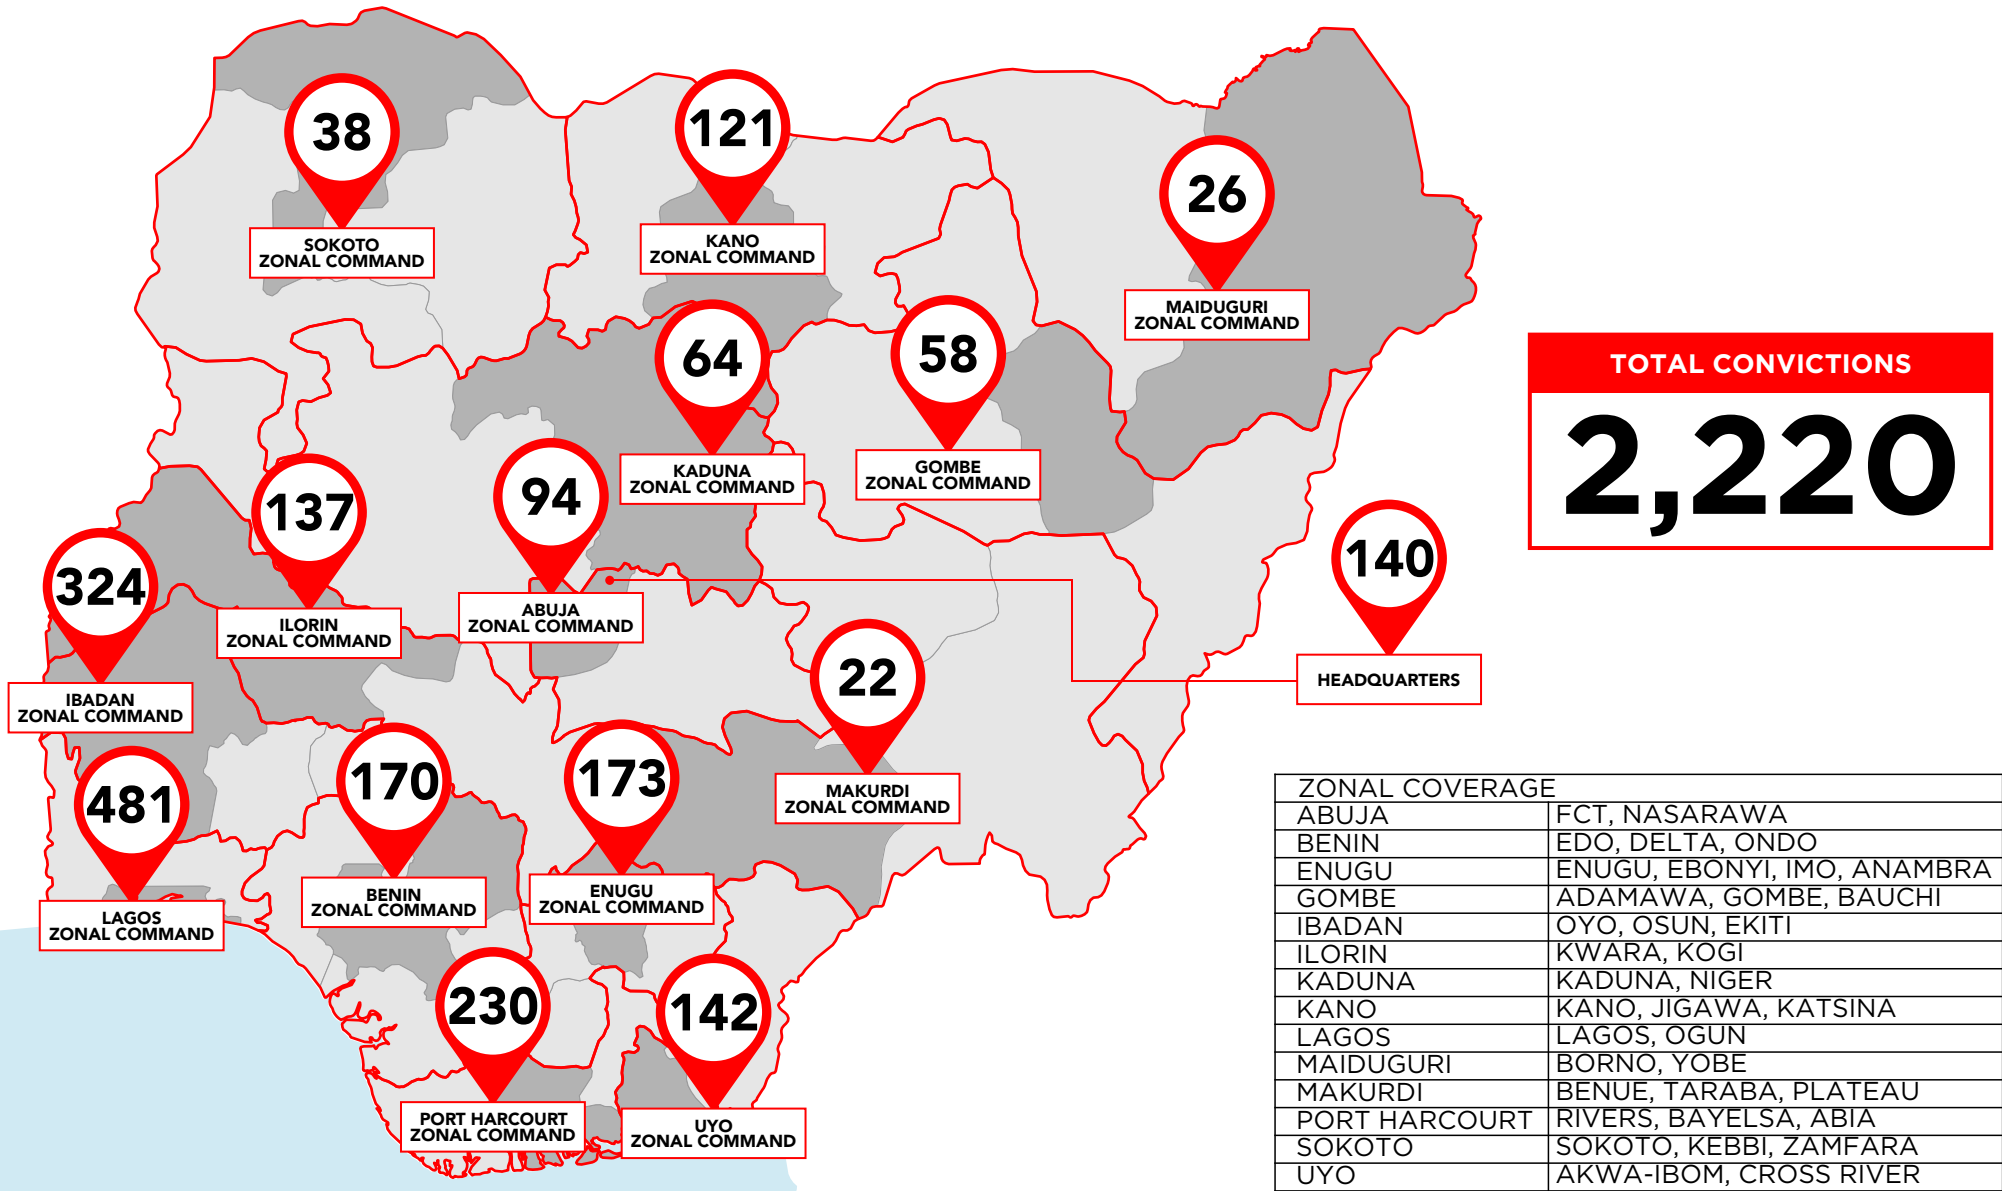 38
SOKOTO
ZONAL COMMAND
121
KANO
ZONAL COMMAND
26
MAIDUGURI
ZONAL COMMAND
64
KADUNA
ZONAL COMMAND
58
GOMBE
ZONAL COMMAND
TOTAL CONVICTIONS
2,220
137
ILORIN
ZONAL COMMAND
94
ABUJA
ZONAL COMMAND
140
HEADQUARTERS
324
IBADAN
ZONAL COMMAND
22
MAKURDI
ZONAL COMMAND
481
LAGOS
ZONAL COMMAND
170
BENIN
ZONAL COMMAND
173
ENUGU
ZONAL COMMAND
230
PORT HARCOURT
ZONAL COMMAND
142
UYO
ZONAL COMMAND
ZONAL COVERAGE
ABUJA FCT, NASARAWA
BENIN EDO, DELTA, ONDO
ENUGU ENUGU, EBONYI, IMO, ANAMBRA
GOMBE ADAMAWA, GOMBE, BAUCHI
IBADAN OYO, OSUN, EKITI
ILORIN KWARA, KOGI
KADUNA KADUNA, NIGER
KANO KANO, JIGAWA, KATSINA
LAGOS LAGOS, OGUN
MAIDUGURI BORNO, YOBE
MAKURDI BENUE, TARABA, PLATEAU
PORT HARCOURT RIVERS, BAYELSA, ABIA
SOKOTO SOKOTO, KEBBI, ZAMFARA
UYO AKWA-IBOM, CROSS RIVER